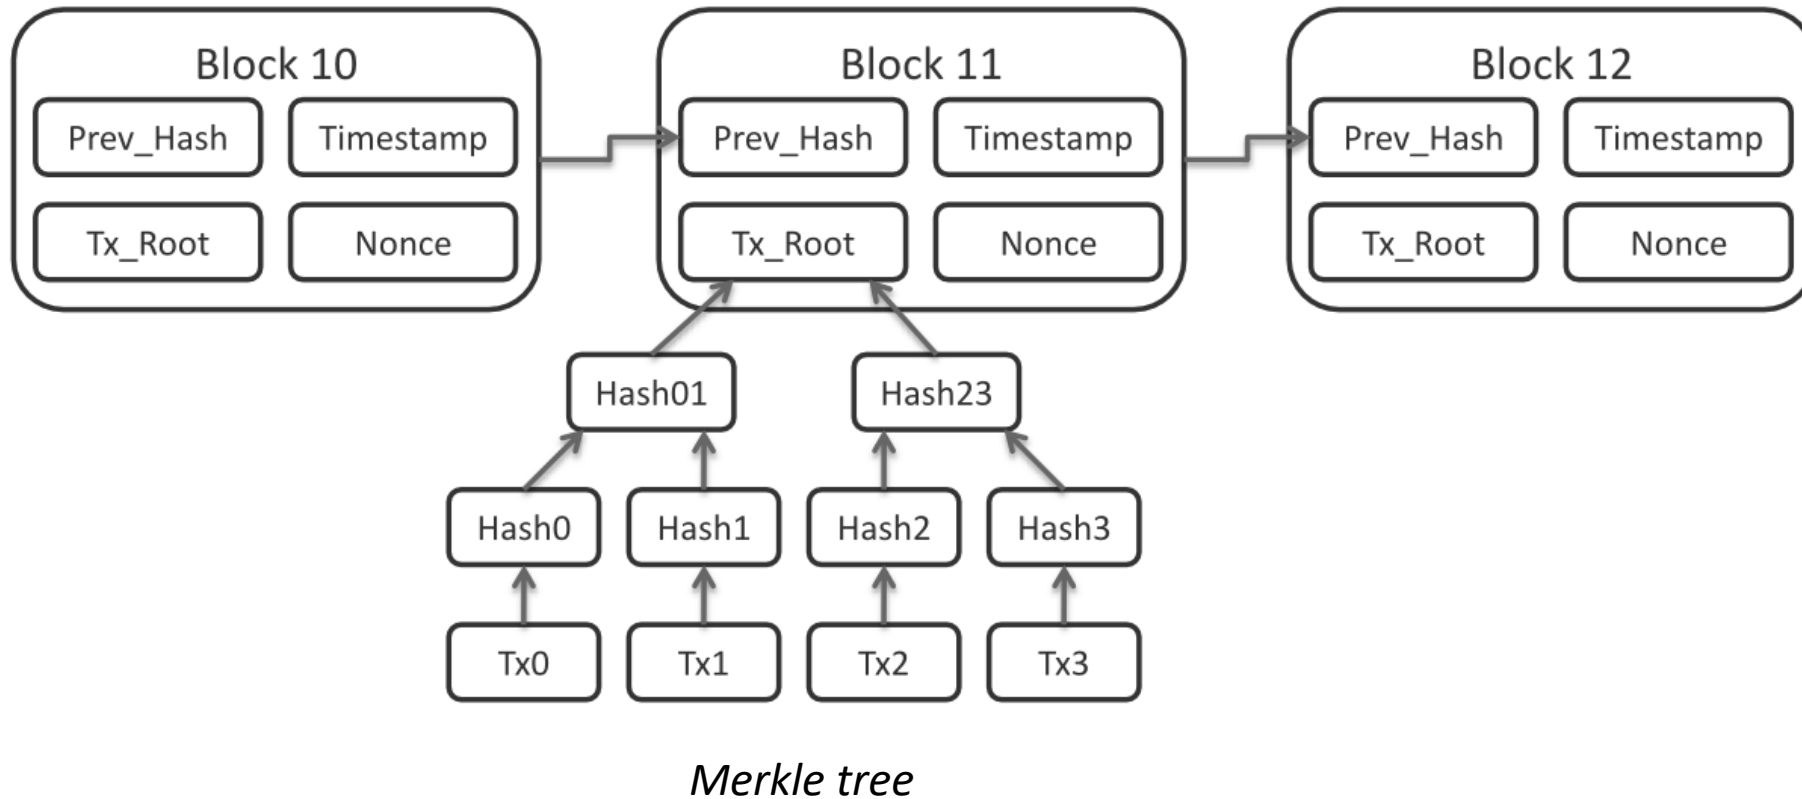 Block 10
Block 11
Block 12
Prev_Hash Timestamp
Prev_Hash Timestamp
Prev_Hash Timestamp
Tx_Root Nonce
Tx_Root Nonce
Tx_Root Nonce
Hash01 Hash23
Hash0 Hash1 Hash2 Hash3
Tx0 Tx1 Tx2 Tx3
Merkle tree